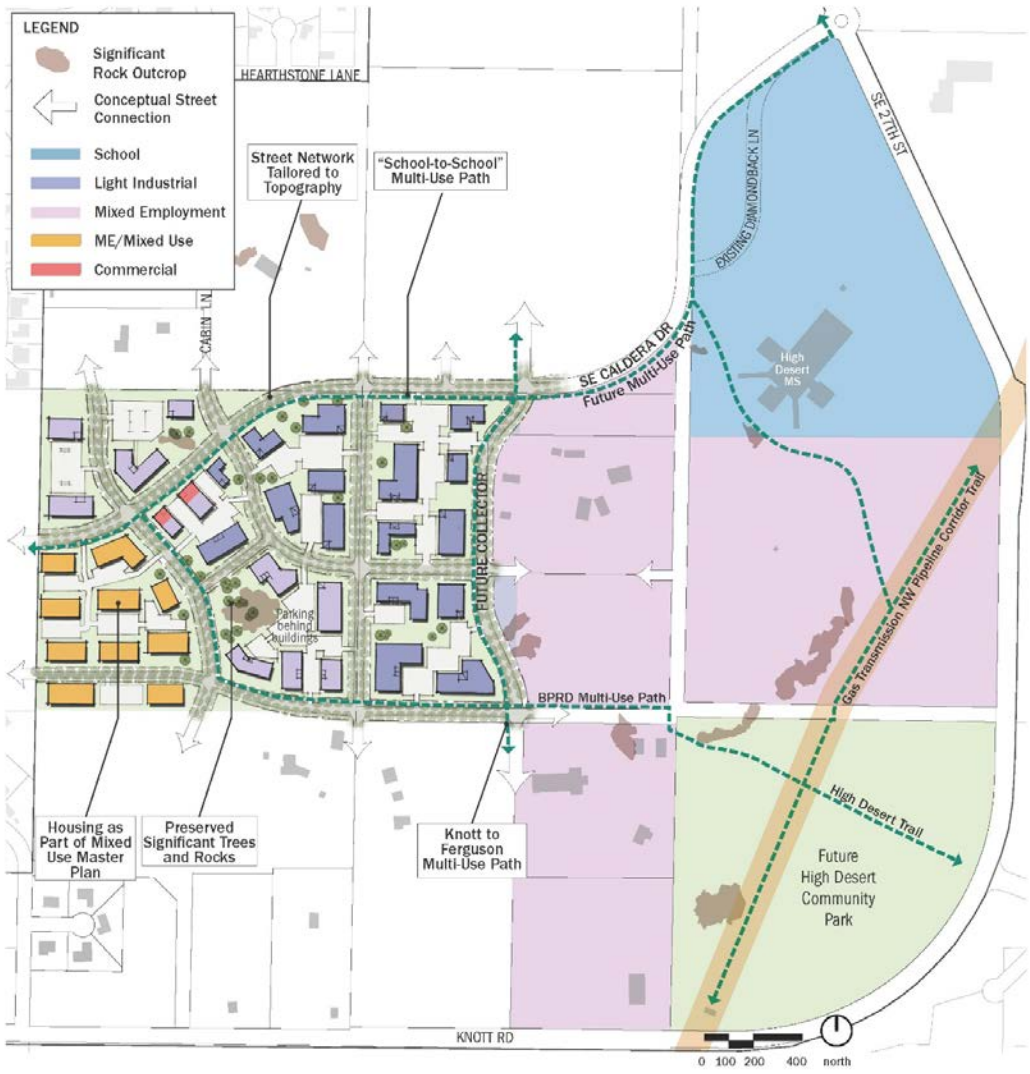 LEGEND
Significant
Rock Outcrop
Conceptual Street
Connection
School
Light Industrial
Mixed Employment
ME/Mixed Use
Commercial
HEARTHSTONE LANE
Street Network
Tailored to
Topography
"School-to-School"
Multi-Use Path
SE 27TH ST
EXISTING DIAMONDBACK LN
CABIN LN
SE CALDERA DR
Future Multi-Use Path
High
Desert
MS
FUTURE COLLECTOR
Gas Transmission NW Pipeline Corridor Trail
Parking
behing
buildings
BPRD Multi-Use Path
High Desert Trail
Housing as
Part of Mixed
Use Master
Plan
Preserved
Significant Trees
and Rocks
Knott to
Ferguson
Multi-Use Path
Future
High Desert
Community
Park
KNOTT RD
0 100 200 400
north